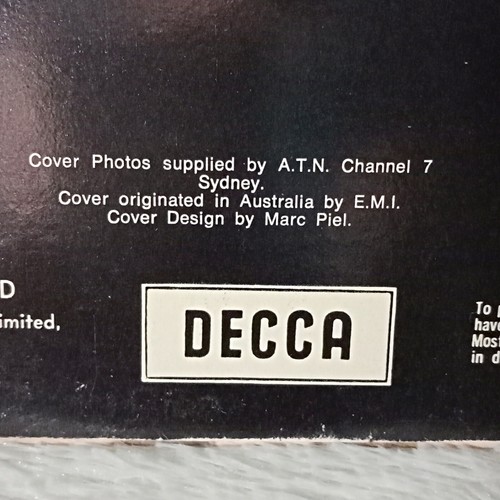 Cover Photos supplied by A.T.N. Channel 7
Sydney.
Cover originated in Australia by E.M.I.
Cover Design by Marc Piel.
D
imited,
DECCA
To
have
Most
in d